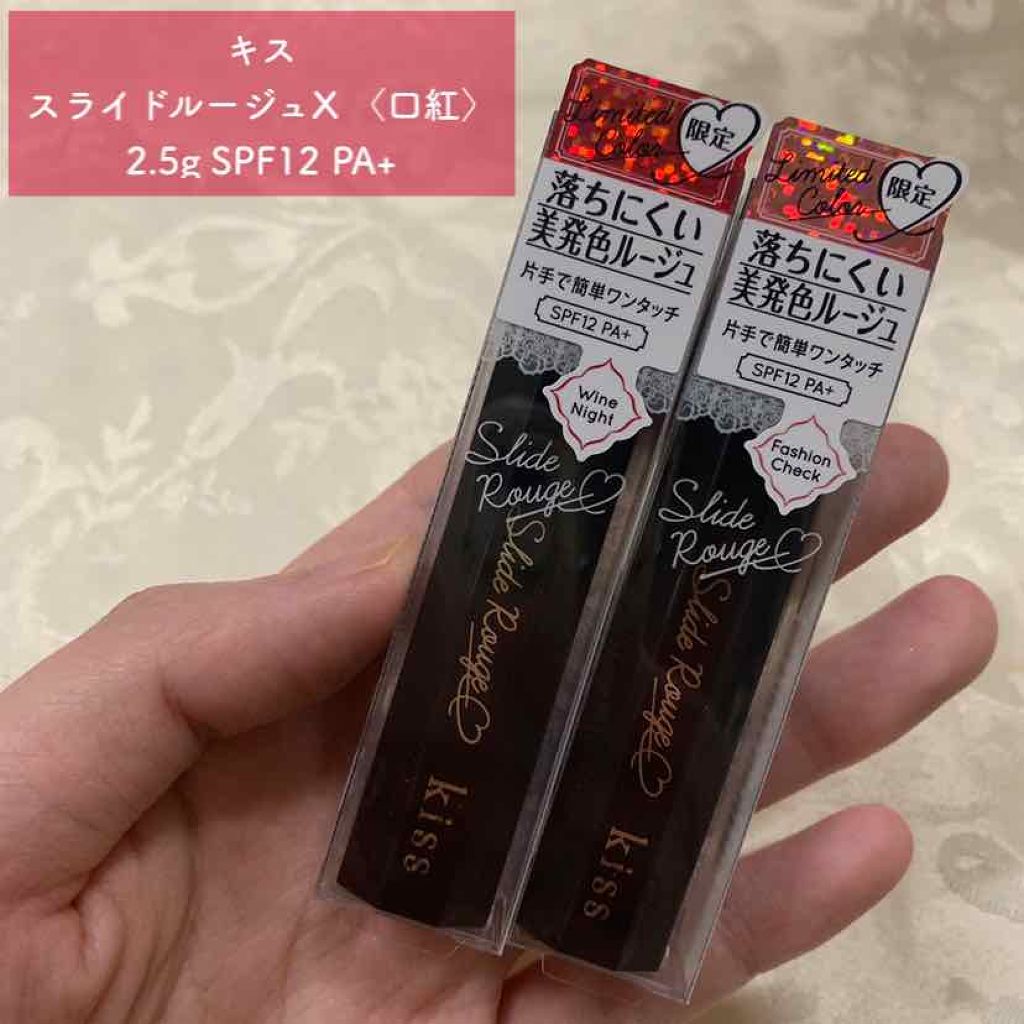 キス
スライドルージュX 〈口紅〉
2.5g SPF12 PA+
Limited
Color
限定
落ちにくい
美発色ルージュ
片手で簡単ワンタッチ
SPF12 PA+
Wine
Night
Slide
Rouge
Slide Rouge
kiss
Limited
Color
限定
落ちにくい
美発色ルージュ
片手で簡単ワンタッチ
SPF12 PA+
Fashion
Check
Slide
Rouge
Slide Rouge
kiss